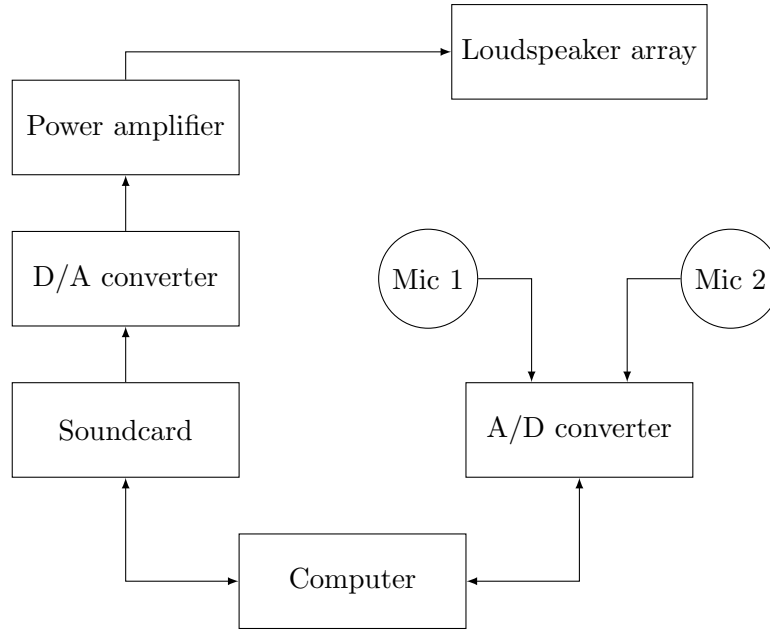 Loudspeaker array
Power amplifier
D/A converter
Mic 1
Mic 2
Soundcard
A/D converter
Computer